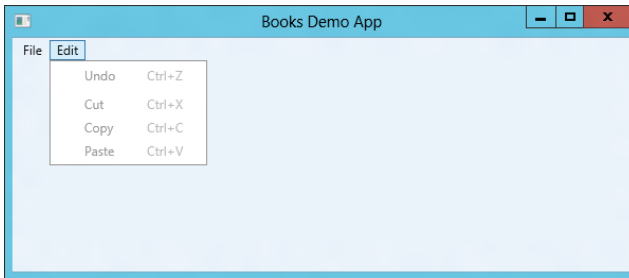 Books Demo App
File Edit
Undo Ctrl+Z
Cut Ctrl+X
Copy Ctrl+C
Paste Ctrl+V